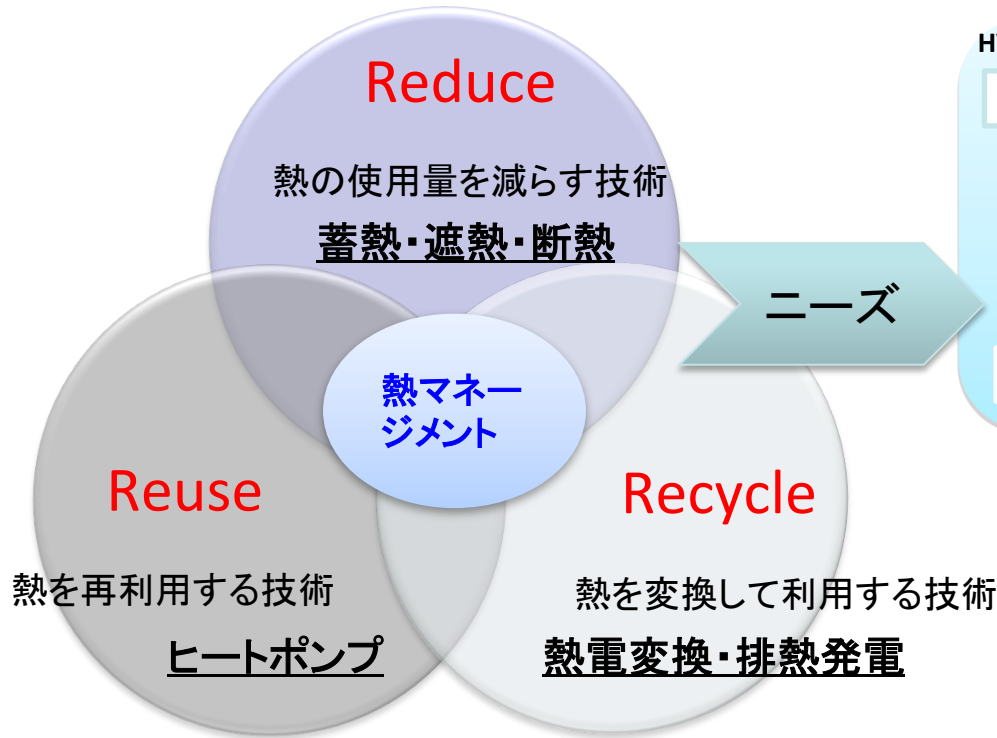 Reduce
熱の使用量を減らす技術
蓄熱・遮熱・断熱
ニーズ
熱マネー
ジメント
Reuse
熱を再利用する技術
ヒートポンプ
Recycle
熱を変換して利用する技術
熱電変換・排熱発電